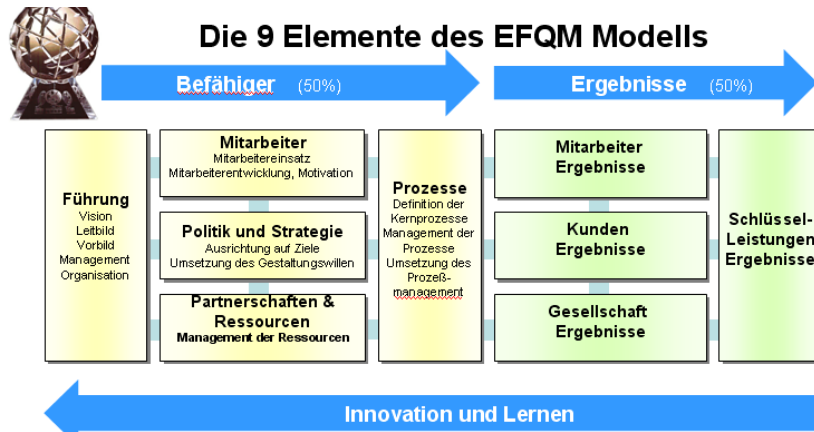 Die 9 Elemente des EFQM Modells
Befähiger (50%)
Ergebnisse (50%)
Führung
Vision
Leitbild
Vorbild
Management
Organisation
Mitarbeiter
Mitarbeitereinsatz
Mitarbeiterentwicklung, Motivation
Politik und Strategie
Ausrichtung auf Ziele
Umsetzung des Gestaltungswillen
Partnerschaften &
Ressourcen
Management der Ressourcen
Prozesse
Definition der
Kernprozesse
Management der
Prozesse
Umsetzung des
Prozeß-
management
Mitarbeiter
Ergebnisse
Kunden
Ergebnisse
Gesellschaft
Ergebnisse
Schlüssel-
Leistungen
Ergebnisse
Innovation und Lernen